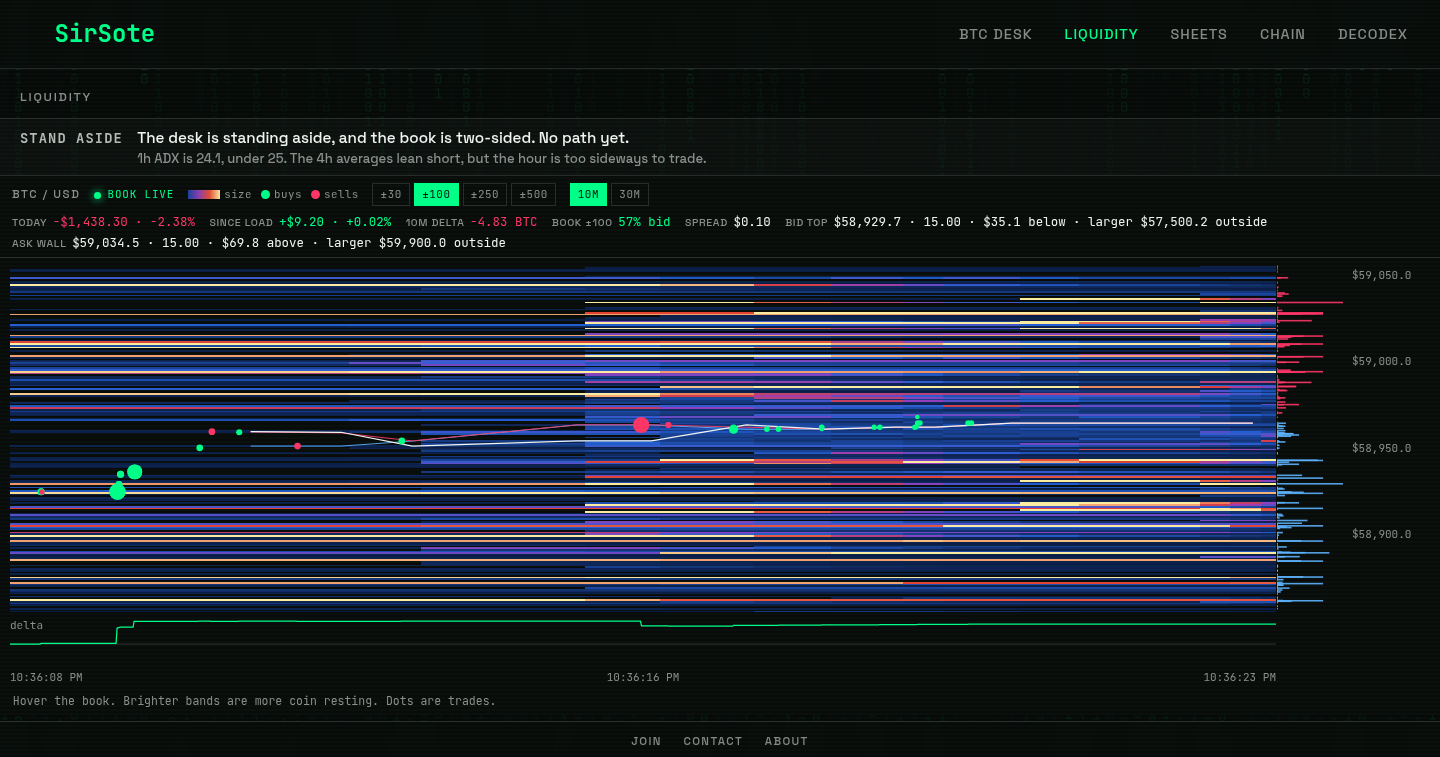 SirSote
BTC DESK LIQUIDITY SHEETS CHAIN DECODEX
LIQUIDITY
STAND ASIDE The desk is standing aside, and the book is two-sided. No path yet.
1h ADX is 24.1, under 25. The 4h averages lean short, but the hour is too sideways to trade.
BTC / USD BOOK LIVE size buys sells ±30 ±100 ±250 ±500 10M 30M
TODAY -$1,438.30 · -2.38% SINCE LOAD +$9.20 · +0.02% 10M DELTA -4.83 BTC BOOK ±100 57% bid SPREAD $0.10 BID TOP $58,929.7 · 15.00 · $35.1 below · larger $57,500.2 outside
ASK WALL $59,034.5 · 15.00 · $69.8 above · larger $59,900.0 outside
$59,050.0
$59,000.0
$58,950.0
$58,900.0
delta
10:36:08 PM 10:36:16 PM 10:36:23 PM
Hover the book. Brighter bands are more coin resting. Dots are trades.
JOIN CONTACT ABOUT